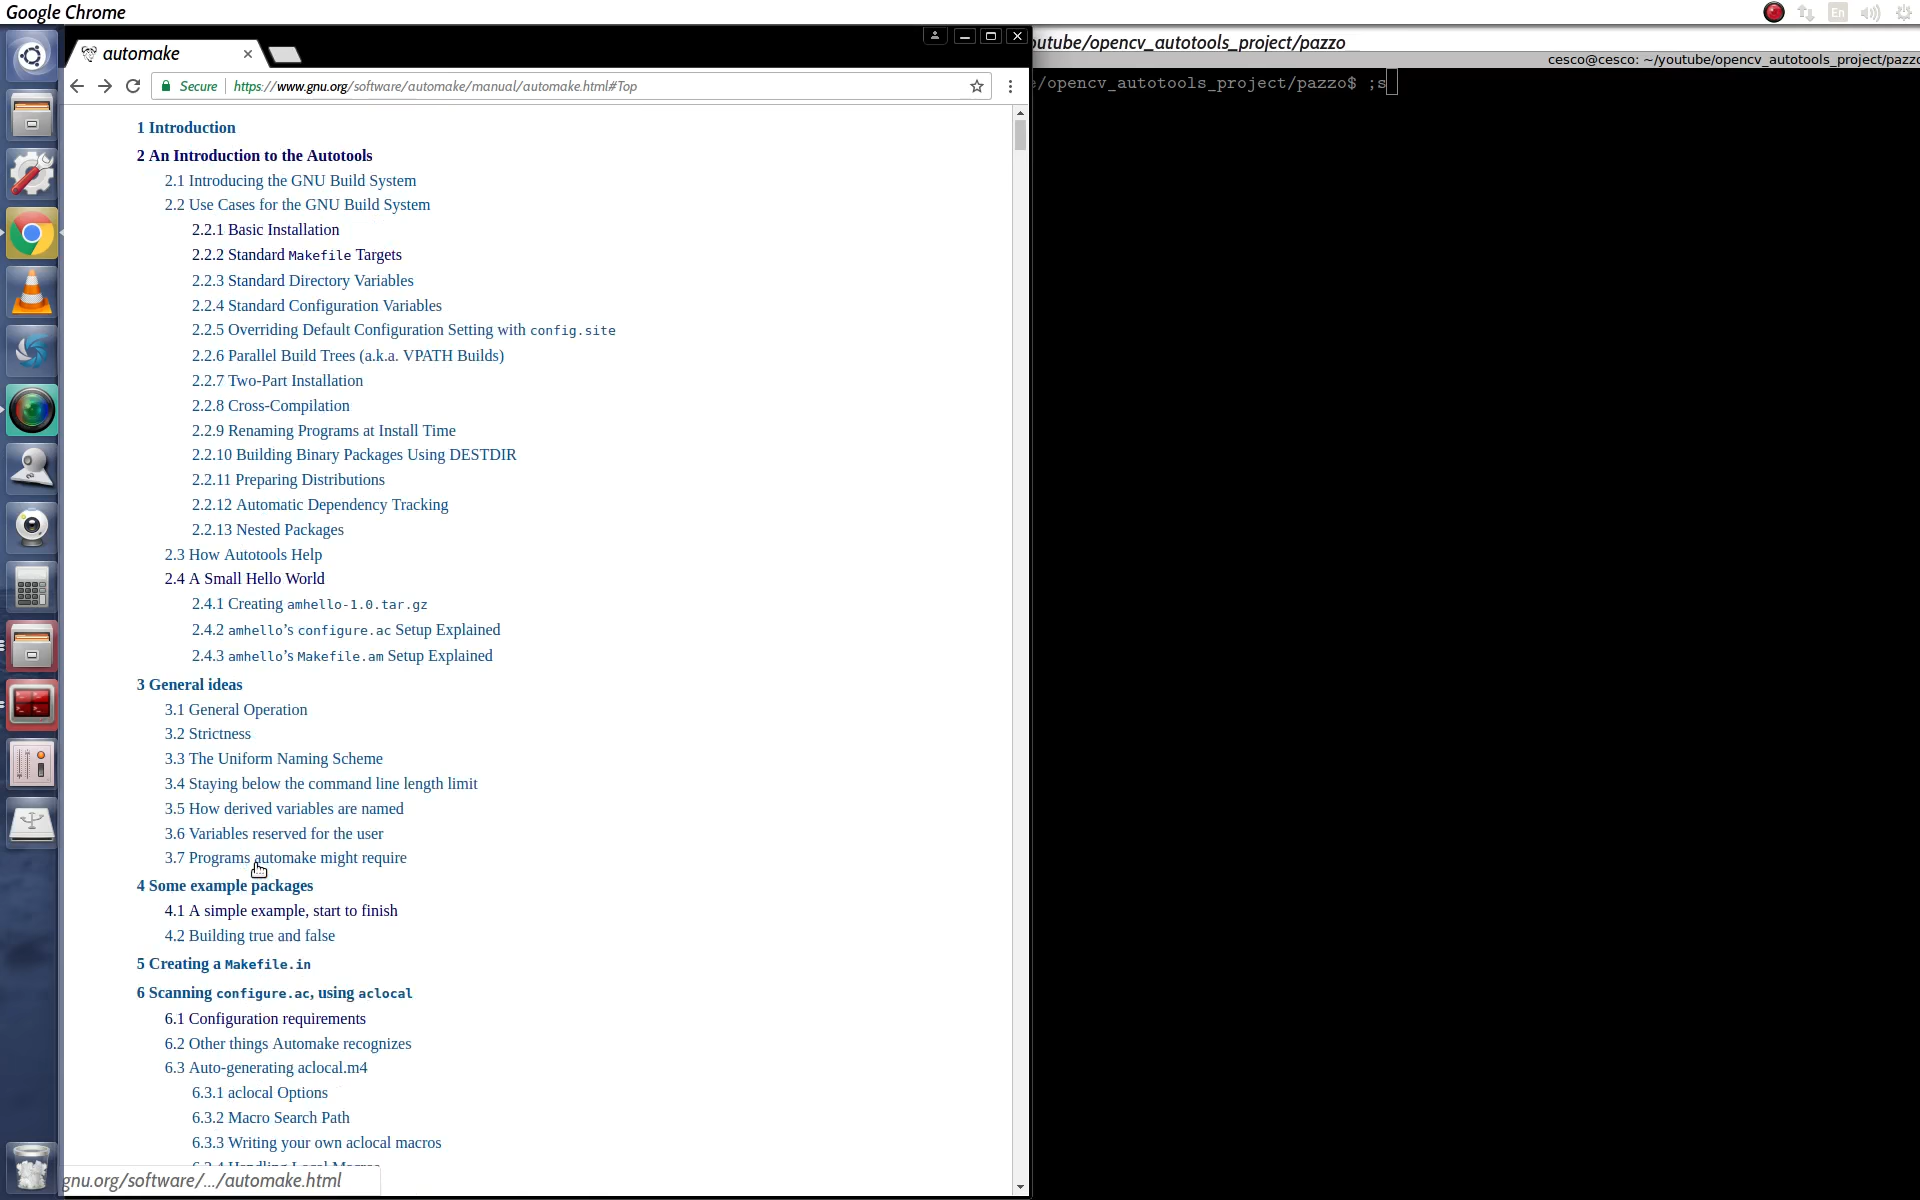 Google Chrome
En
automake
outube/opencv_autotools_project/pazzo
cesco@cesco: ~/youtube/opencv_autotools_project/pazzo
Secure
https://www.gnu.org/software/automake/manual/automake.html#Top
/opencv_autotools_project/pazzo$ ;s
1 Introduction
2 An Introduction to the Autotools
2.1 Introducing the GNU Build System
2.2 Use Cases for the GNU Build System
2.2.1 Basic Installation
2.2.2 Standard Makefile Targets
2.2.3 Standard Directory Variables
2.2.4 Standard Configuration Variables
2.2.5 Overriding Default Configuration Setting with config.site
2.2.6 Parallel Build Trees (a.k.a. VPATH Builds)
2.2.7 Two-Part Installation
2.2.8 Cross-Compilation
2.2.9 Renaming Programs at Install Time
2.2.10 Building Binary Packages Using DESTDIR
2.2.11 Preparing Distributions
2.2.12 Automatic Dependency Tracking
2.2.13 Nested Packages
2.3 How Autotools Help
2.4 A Small Hello World
2.4.1 Creating amhello-1.0.tar.gz
2.4.2 amhello’s configure.ac Setup Explained
2.4.3 amhello’s Makefile.am Setup Explained
3 General ideas
3.1 General Operation
3.2 Strictness
3.3 The Uniform Naming Scheme
3.4 Staying below the command line length limit
3.5 How derived variables are named
3.6 Variables reserved for the user
3.7 Programs automake might require
4 Some example packages
4.1 A simple example, start to finish
4.2 Building true and false
5 Creating a Makefile.in
6 Scanning configure.ac, using aclocal
6.1 Configuration requirements
6.2 Other things Automake recognizes
6.3 Auto-generating aclocal.m4
6.3.1 aclocal Options
6.3.2 Macro Search Path
6.3.3 Writing your own aclocal macros
6.3.4 Handling Local Macros
gnu.org/software/.../automake.html